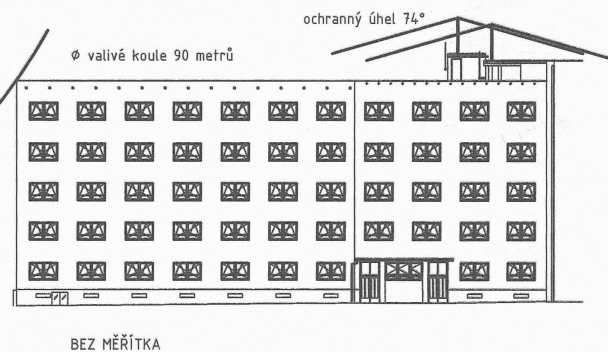 ochranný úhel 74°
ϕ valivé koule 90 metrů
BEZ MĚŘÍTKA